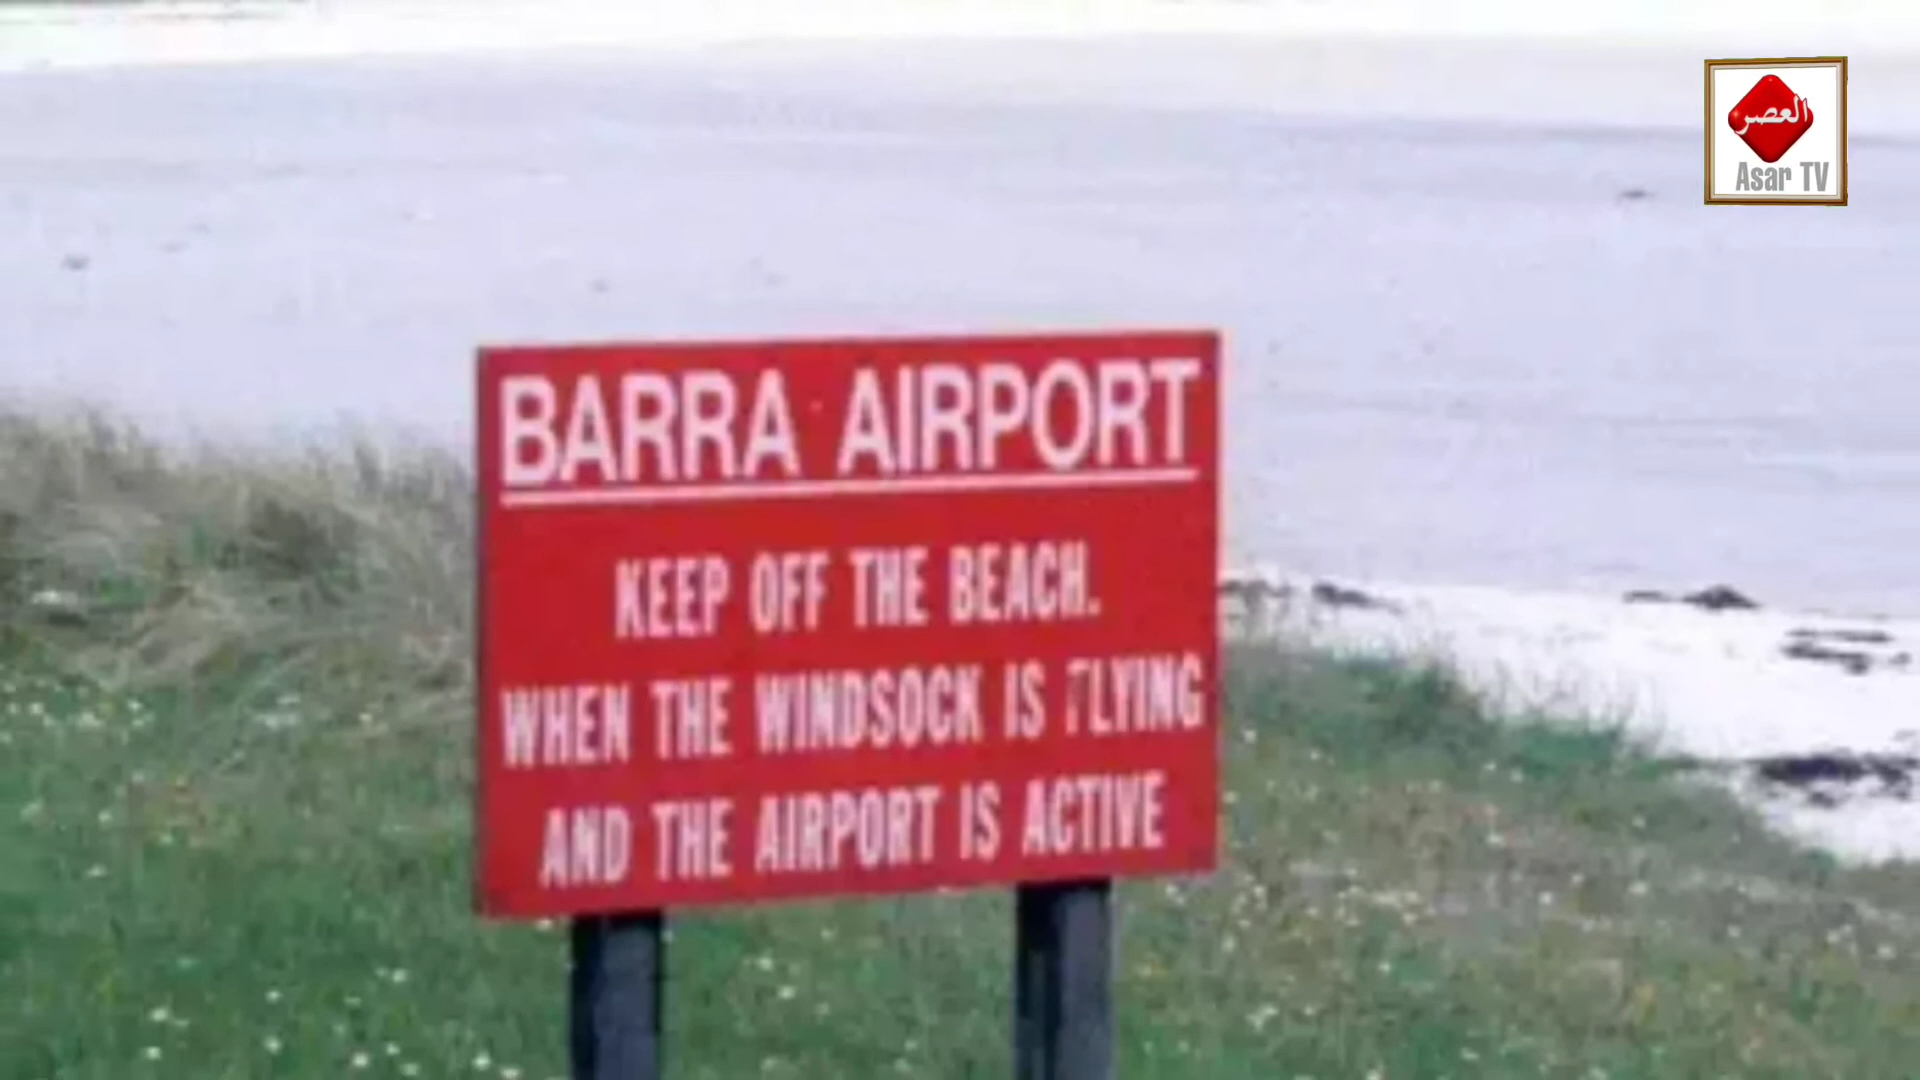 العصر
Asar TV
BARRA AIRPORT
KEEP OFF THE BEACH.
WHEN THE WINDSOCK IS FLYING
AND THE AIRPORT IS ACTIVE